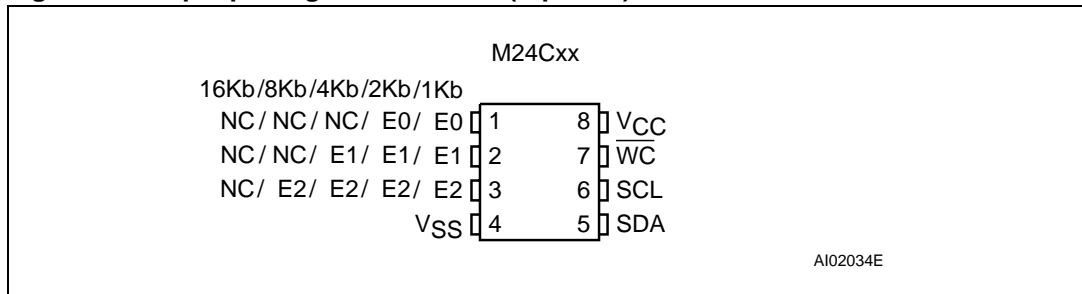 M24Cxx
16Kb/8Kb/4Kb/2Kb/1Kb
NC/ NC/ NC/ E0/ E0 1 8 VCC
NC/ NC/ E1/ E1/ E1 2 7 W̅C̅
NC/ E2/ E2/ E2/ E2 3 6 SCL
VSS 4 5 SDA
AI02034E